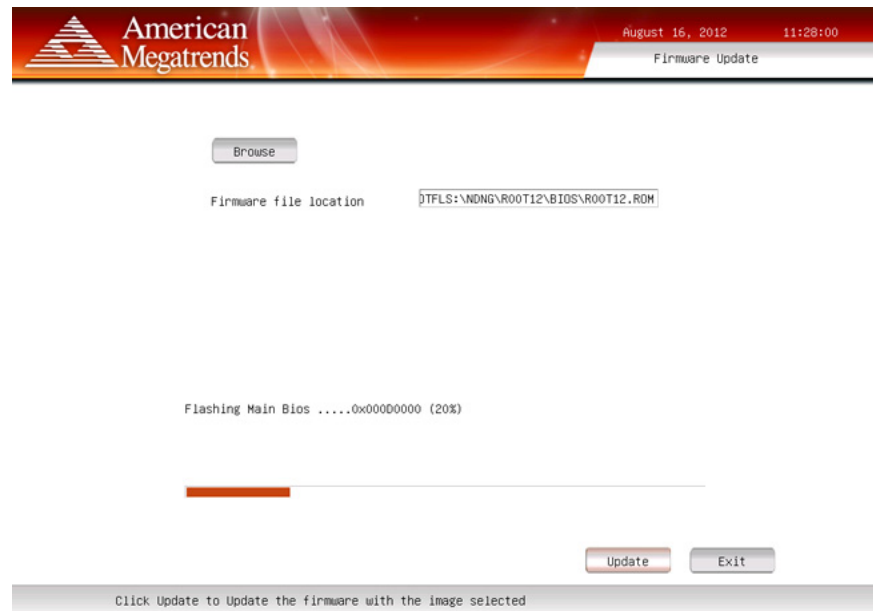 American
Megatrends
August 16, 2012 11:28:00
Firmware Update
Browse
Firmware file location OTFLS:\NDNG\ROOT12\BIOS\ROOT12.ROM
Flashing Main Bios .....0x000D0000 (20%)
Update Exit
Click Update to Update the firmware with the image selected